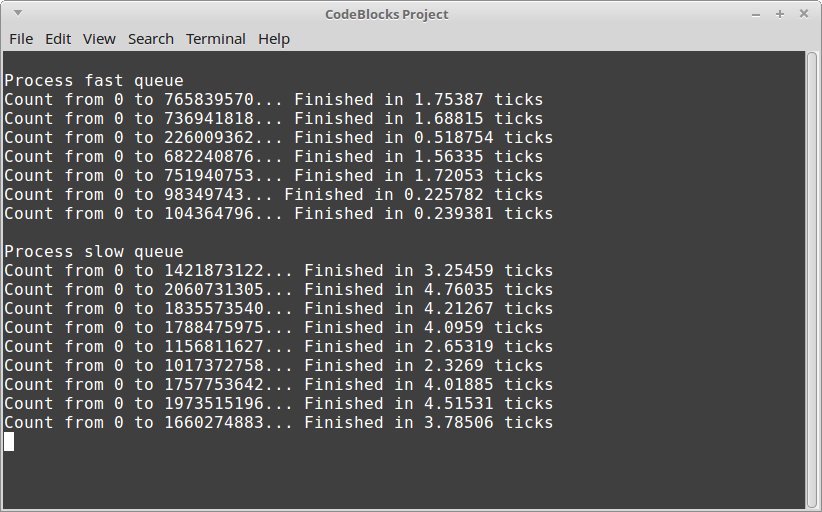 CodeBlocks Project
File Edit View Search Terminal Help
Process fast queue
Count from 0 to 765839570... Finished in 1.75387 ticks
Count from 0 to 736941818... Finished in 1.68815 ticks
Count from 0 to 226009362... Finished in 0.518754 ticks
Count from 0 to 682240876... Finished in 1.56335 ticks
Count from 0 to 751940753... Finished in 1.72053 ticks
Count from 0 to 98349743... Finished in 0.225782 ticks
Count from 0 to 104364796... Finished in 0.239381 ticks
Process slow queue
Count from 0 to 1421873122... Finished in 3.25459 ticks
Count from 0 to 2060731305... Finished in 4.76035 ticks
Count from 0 to 1835573540... Finished in 4.21267 ticks
Count from 0 to 1788475975... Finished in 4.0959 ticks
Count from 0 to 1156811627... Finished in 2.65319 ticks
Count from 0 to 1017372758... Finished in 2.3269 ticks
Count from 0 to 1757753642... Finished in 4.01885 ticks
Count from 0 to 1973515196... Finished in 4.51531 ticks
Count from 0 to 1660274883... Finished in 3.78506 ticks